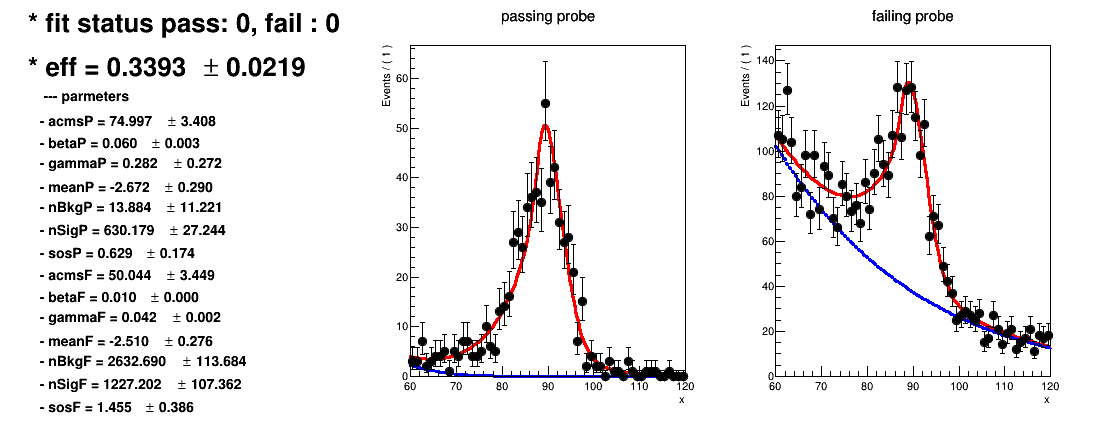 * fit status pass: 0, fail : 0
* eff = 0.3393 ± 0.0219
--- parmeters
- acmsP = 74.997 ± 3.408
- betaP = 0.060 ± 0.003
- gammaP = 0.282 ± 0.272
- meanP = -2.672 ± 0.290
- nBkgP = 13.884 ± 11.221
- nSigP = 630.179 ± 27.244
- sosP = 0.629 ± 0.174
- acmsF = 50.044 ± 3.449
- betaF = 0.010 ± 0.000
- gammaF = 0.042 ± 0.002
- meanF = -2.510 ± 0.276
- nBkgF = 2632.690 ± 113.684
- nSigF = 1227.202 ± 107.362
- sosF = 1.455 ± 0.386
passing probe
Events / ( 1 )
60
50
40
30
20
10
0
60 70 80 90 100 110 120
x
failing probe
Events / ( 1 )
140
120
100
80
60
40
20
0
60 70 80 90 100 110 120
x